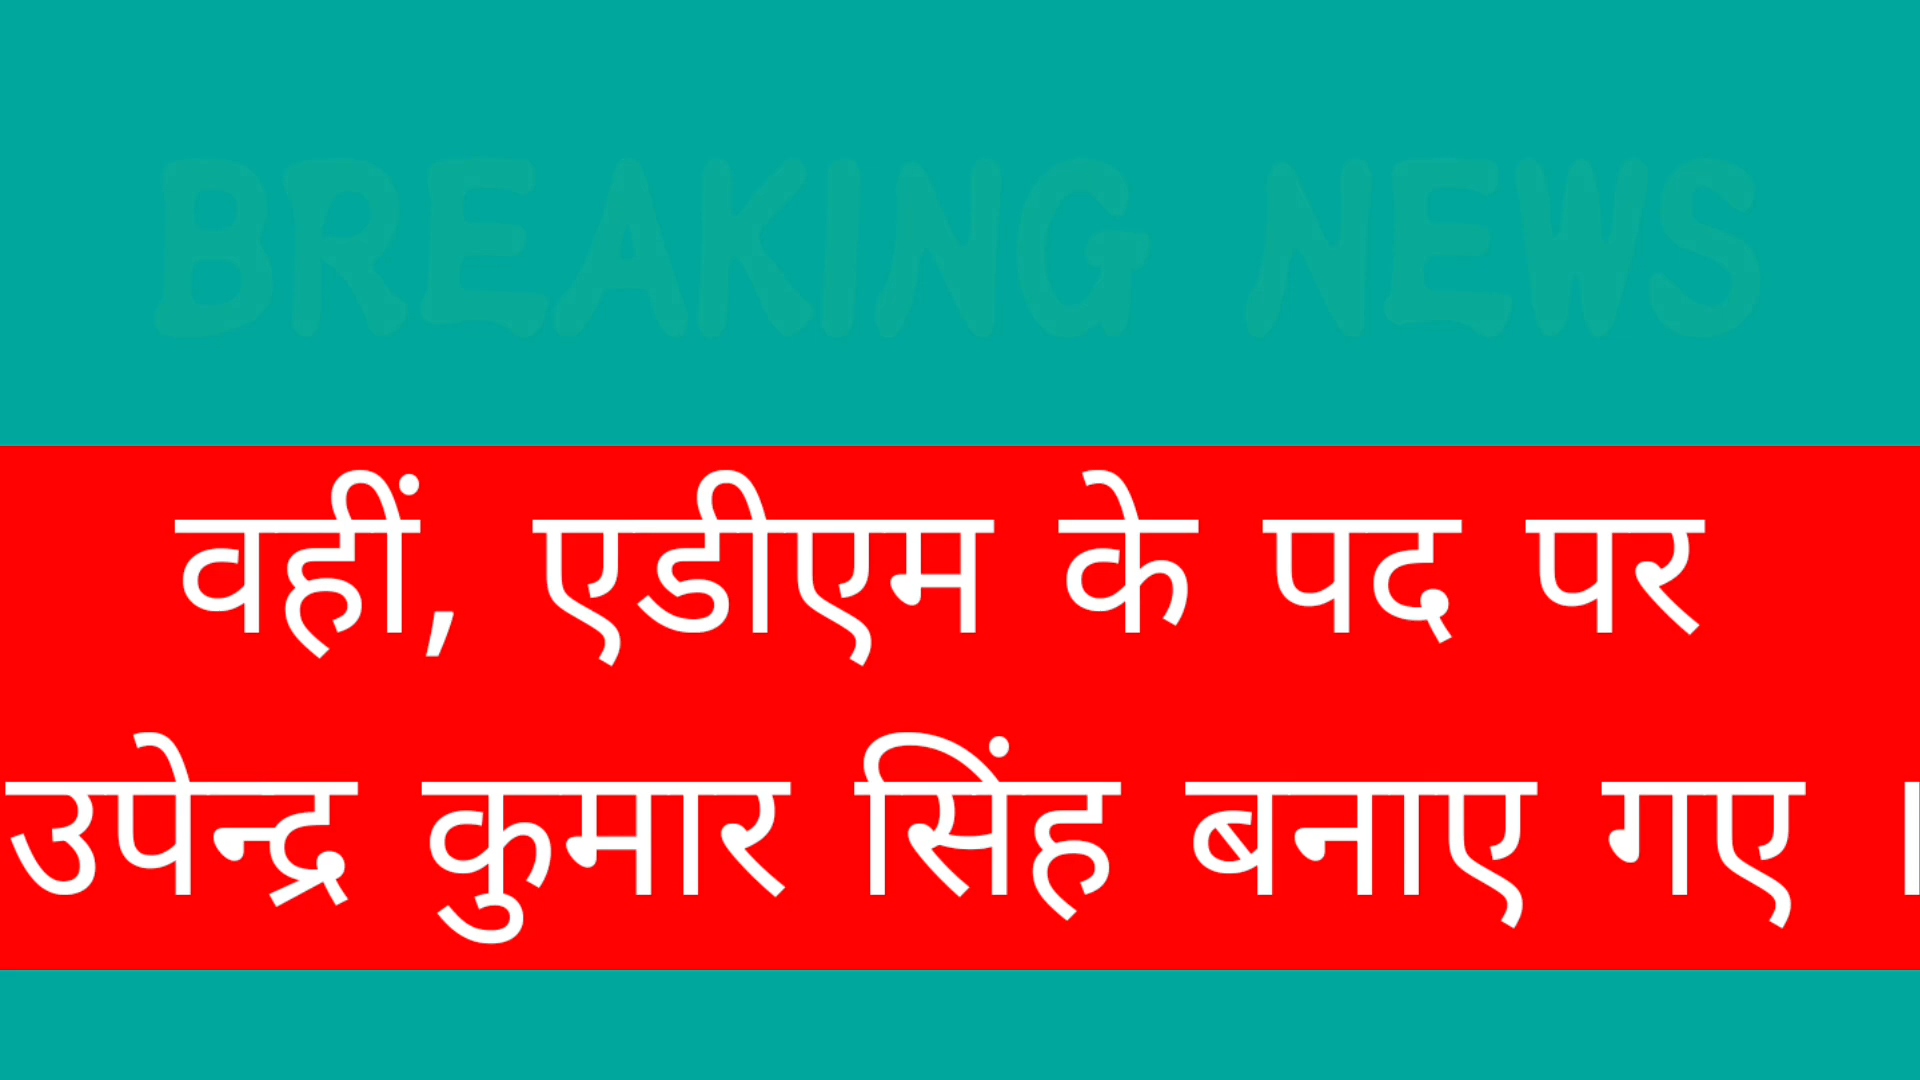 BREAKING NEWS
वहीं, एडीएम के पद पर
उपेन्द्र कुमार सिंह बनाए गए ।